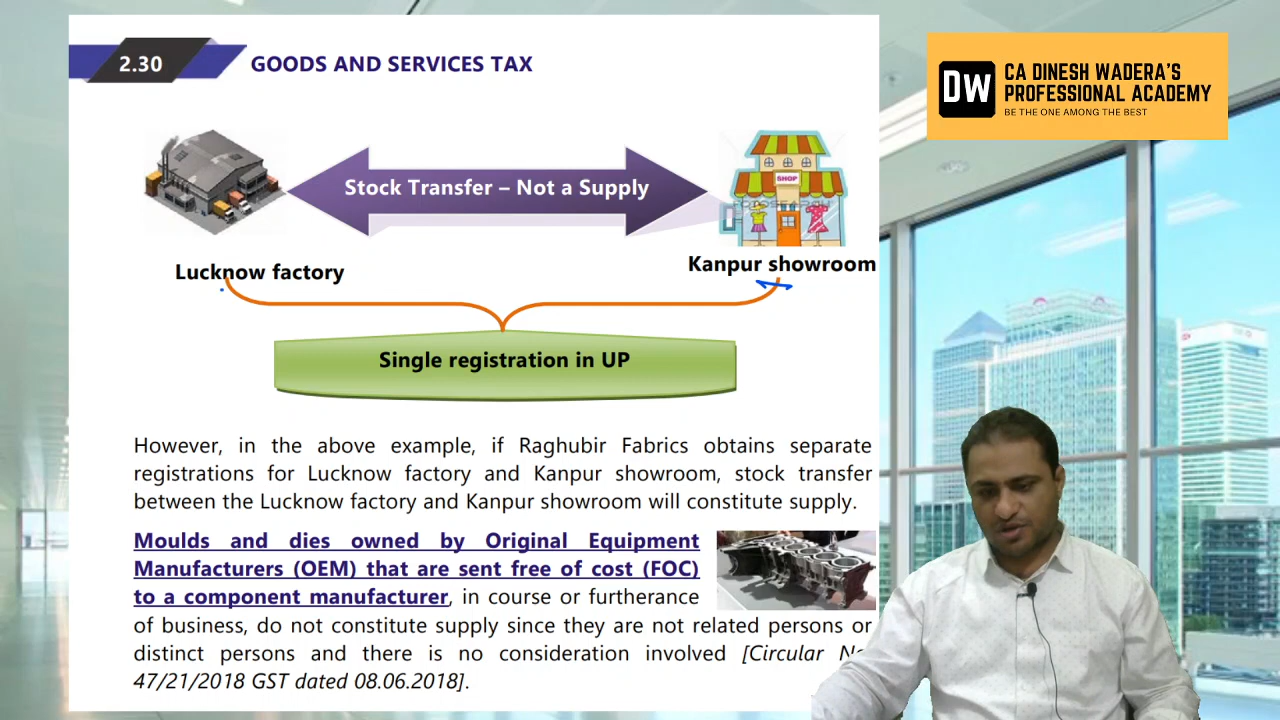 2.30
GOODS AND SERVICES TAX
DW
CA DINESH WADERA'S
PROFESSIONAL ACADEMY
BE THE ONE AMONG THE BEST
Stock Transfer – Not a Supply
SHOP
Lucknow factory
Kanpur showroom
Single registration in UP
However, in the above example, if Raghubir Fabrics obtains separate
registrations for Lucknow factory and Kanpur showroom, stock transfer
between the Lucknow factory and Kanpur showroom will constitute supply.
Moulds and dies owned by Original Equipment
Manufacturers (OEM) that are sent free of cost (FOC)
to a component manufacturer, in course or furtherance
of business, do not constitute supply since they are not related persons or
distinct persons and there is no consideration involved [Circular
47/21/2018 GST dated 08.06.2018].